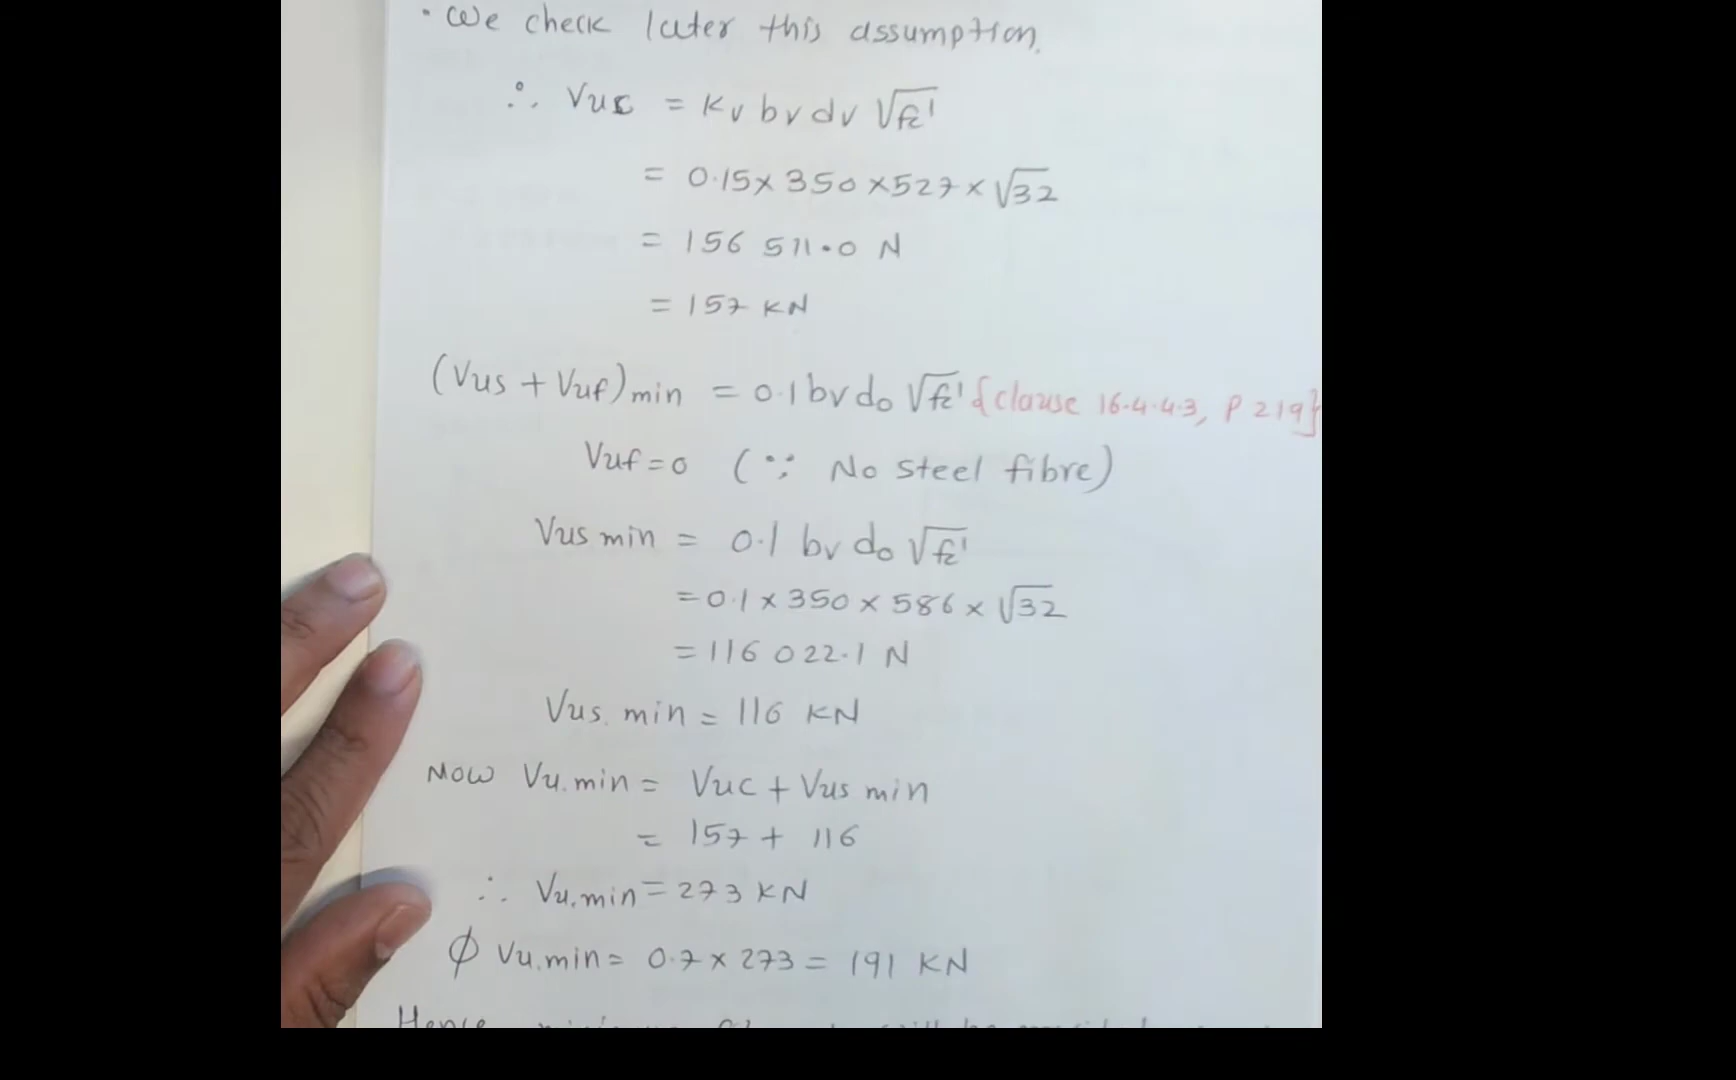 • We check later this assumption.
∴ Vuc = kv bv dv √fc'
= 0.15 × 350 × 527 × √32
= 156 511.0 N
= 157 KN
(Vus + Vuf)min = 0.1 bv do √fc' {clause 16.4.4.3, P 219}
Vuf = 0 (∵ No steel fibre)
Vus min = 0.1 bv do √fc'
= 0.1 × 350 × 586 × √32
= 116 022.1 N
Vus. min = 116 KN
Now Vu.min = Vuc + Vus min
= 157 + 116
∴ Vu.min = 273 KN
ϕ Vu.min = 0.7 × 273 = 191 KN
Hence